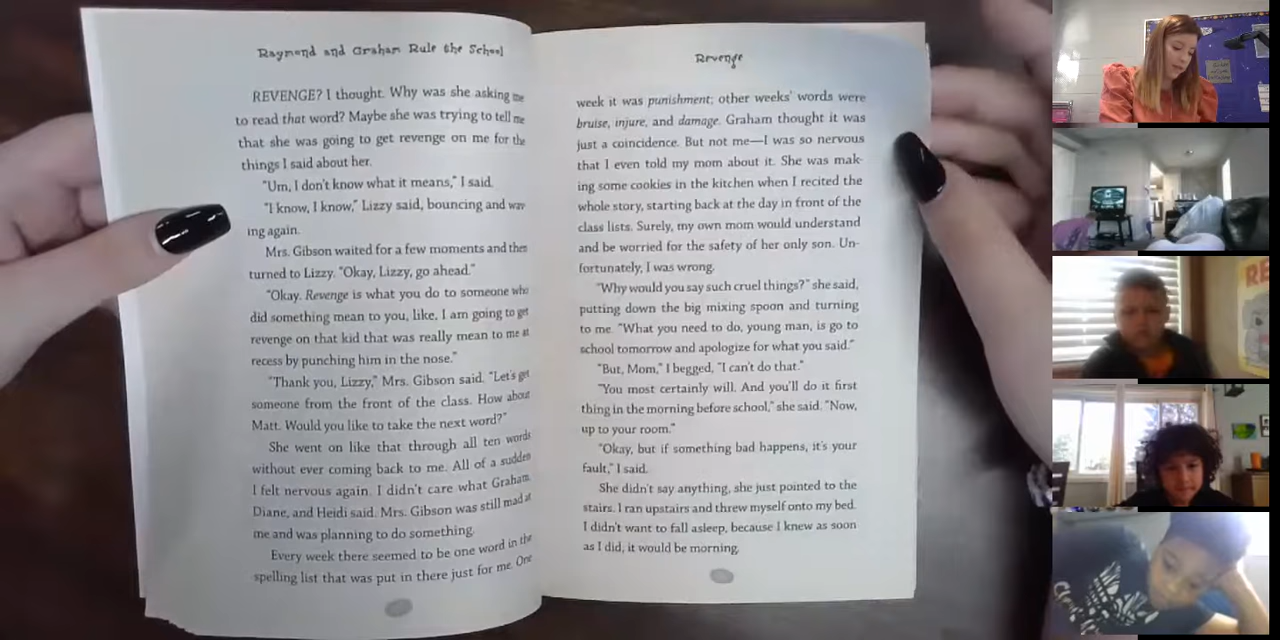 Raymond and Graham Rule the School
REVENGE? I thought. Why was she asking me
to read that word? Maybe she was trying to tell me
that she was going to get revenge on me for the
things I said about her.
"Um, I don't know what it means," I said.
"I know, I know," Lizzy said, bouncing and wav
ing again.
Mrs. Gibson waited for a few moments and then
turned to Lizzy. "Okay, Lizzy, go ahead."
"Okay. Revenge is what you do to someone who
did something mean to you, like, I am going to get
revenge on that kid that was really mean to me at
recess by punching him in the nose."
"Thank you, Lizzy," Mrs. Gibson said. "Let's get
someone from the front of the class. How about
Matt. Would you like to take the next word?"
She went on like that through all ten words
without ever coming back to me. All of a sudden
I felt nervous again. I didn't care what Graham,
Diane, and Heidi said. Mrs. Gibson was still mad at
me and was planning to do something.
Every week there seemed to be one word in the
spelling list that was put in there just for me. One
Revenge
week it was punishment; other weeks' words were
bruise, injure, and damage. Graham thought it was
just a coincidence. But not me—I was so nervous
that I even told my mom about it. She was mak-
ing some cookies in the kitchen when I recited the
whole story, starting back at the day in front of the
class lists. Surely, my own mom would understand
and be worried for the safety of her only son. Un-
fortunately, I was wrong.
"Why would you say such cruel things?" she said,
putting down the big mixing spoon and turning
to me. "What you need to do, young man, is go to
school tomorrow and apologize for what you said."
"But, Mom," I begged, "I can't do that."
"You most certainly will. And you'll do it first
thing in the morning before school," she said. "Now,
up to your room."
"Okay, but if something bad happens, it's your
fault," I said.
She didn't say anything, she just pointed to the
stairs. I ran upstairs and threw myself onto my bed.
I didn't want to fall asleep, because I knew as soon
as I did, it would be morning.
RE